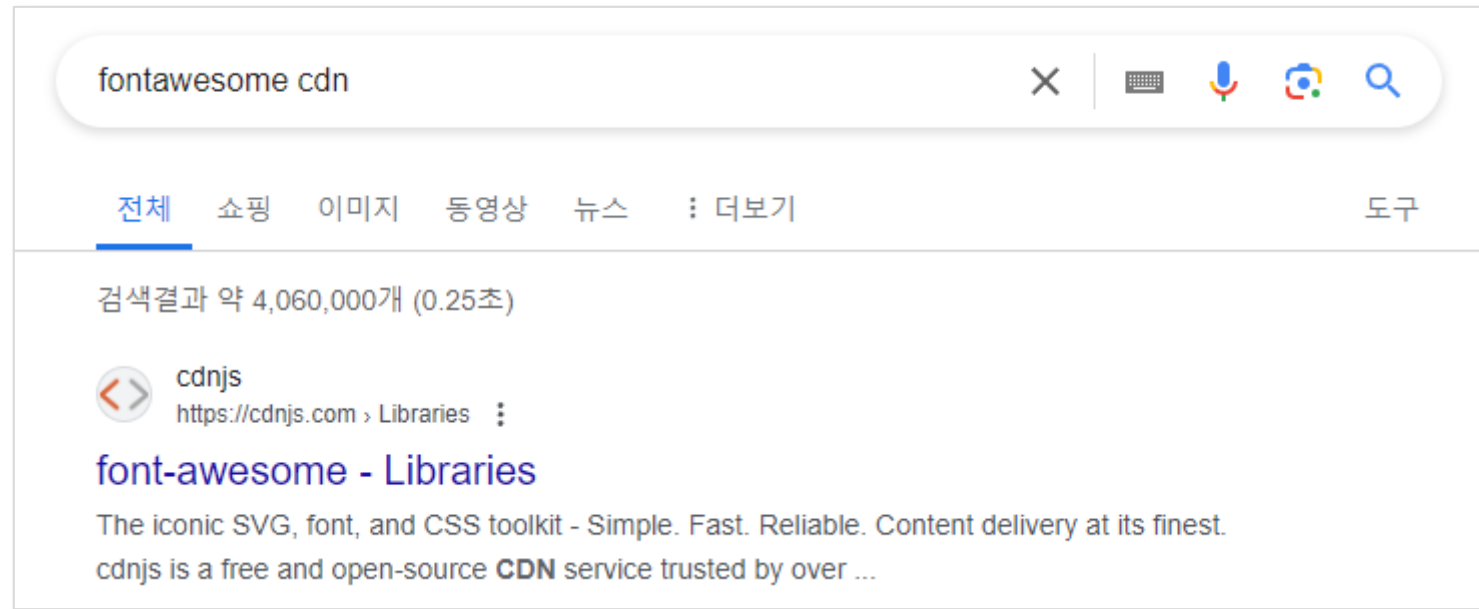 fontawesome cdn
전체 쇼핑 이미지 동영상 뉴스 ⋮ 더보기 도구
검색결과 약 4,060,000개 (0.25초)
cdnjs
https://cdnjs.com › Libraries ⋮
font-awesome - Libraries
The iconic SVG, font, and CSS toolkit - Simple. Fast. Reliable. Content delivery at its finest.
cdnjs is a free and open-source CDN service trusted by over ...